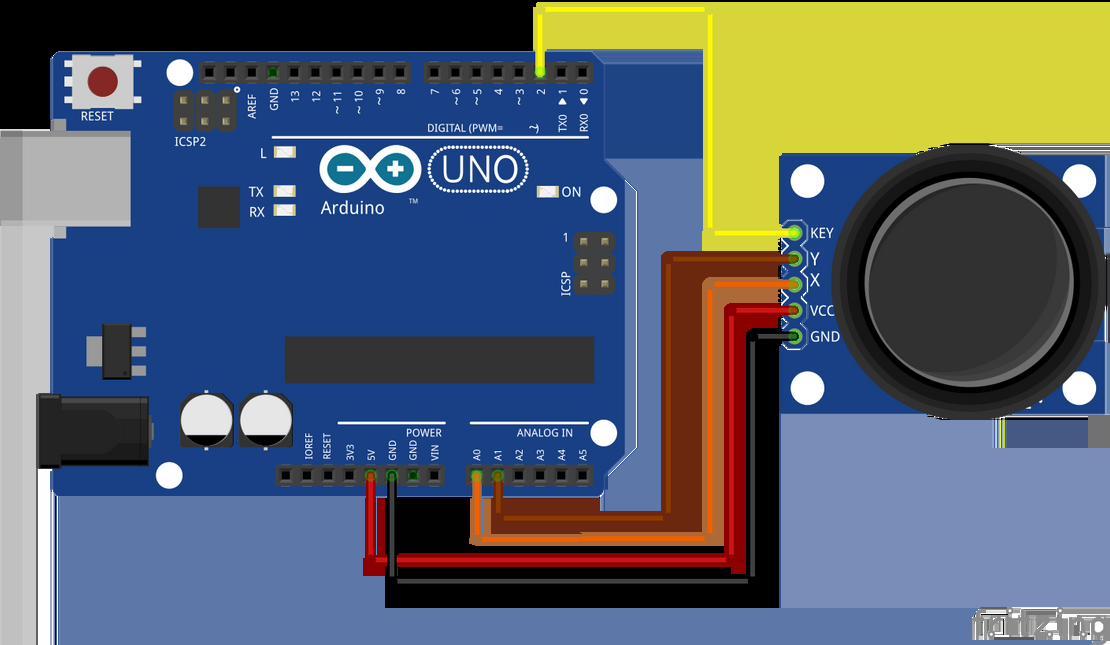 RESET
ICSP2
AREF
GND
13
12
~11
~10
~9
8
7
~6
~5
4
~3
2
TX0 ▶ 1
RX0 ◀ 0
DIGITAL (PWM=
L
TX
RX
UNO
ON
Arduino
TM
1
ICSP
KEY
Y
X
VCC
GND
POWER
ANALOG IN
IOREF
RESET
3V3
5V
GND
GND
VIN
A0
A1
A2
A3
A4
A5